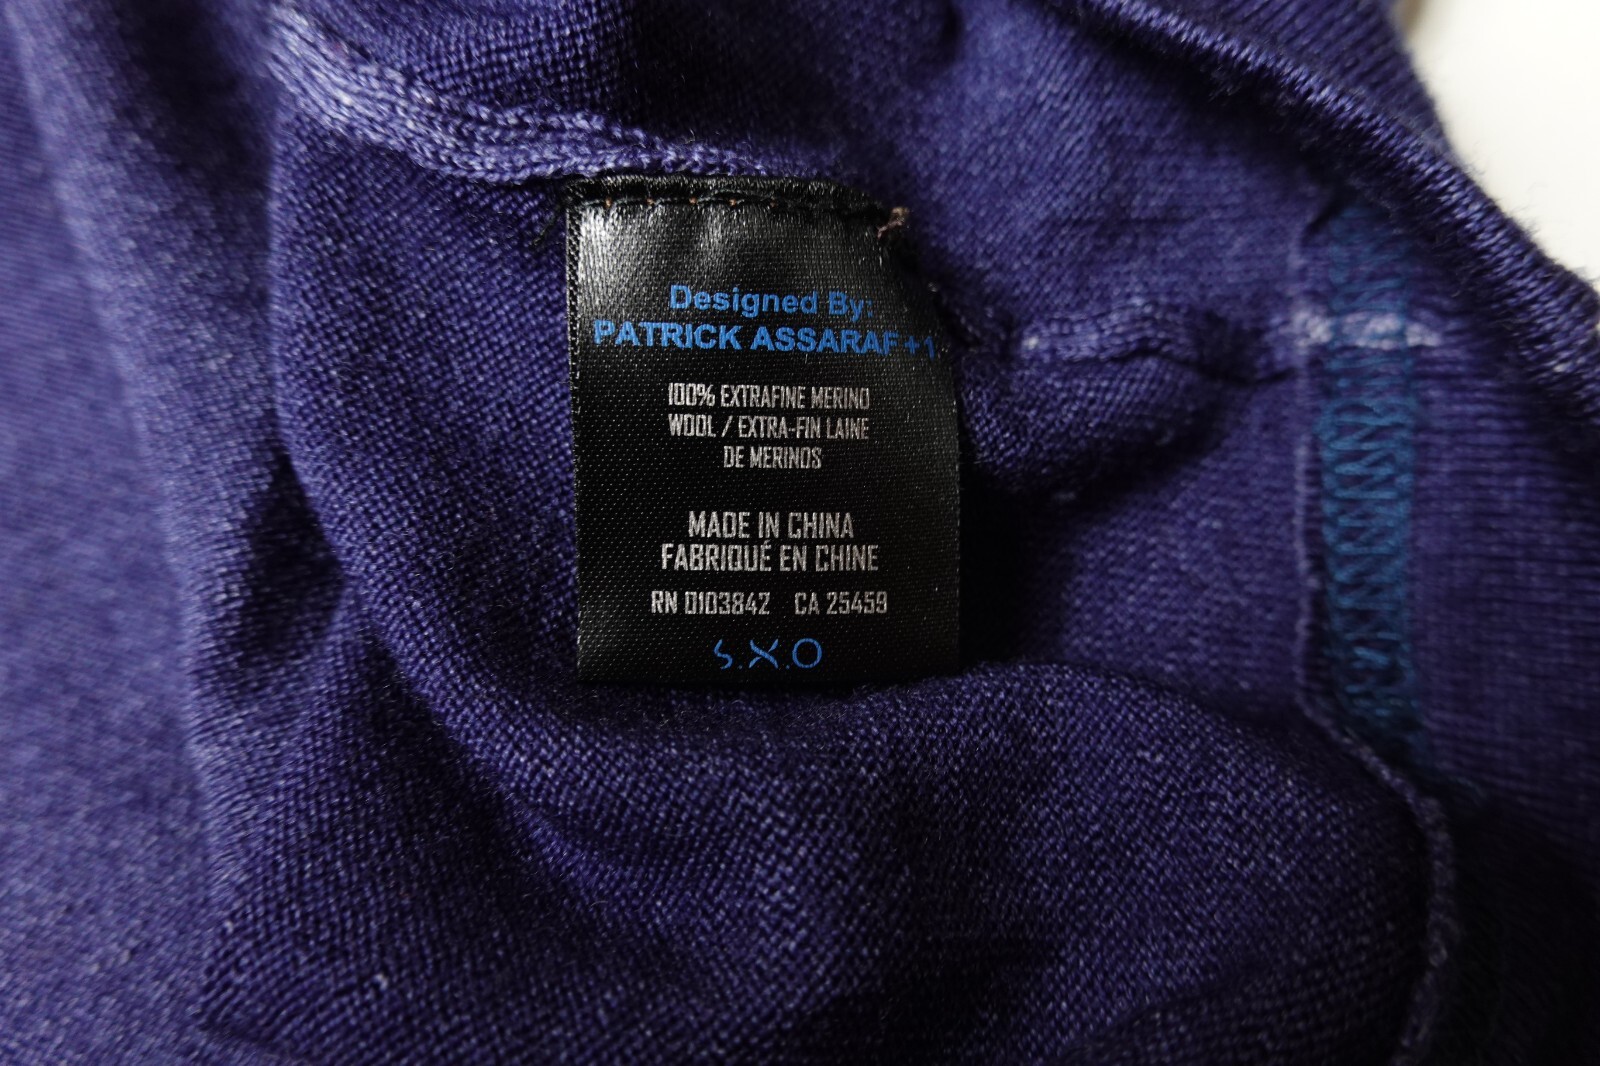 Designed By:
PATRICK ASSARAF+1
100% EXTRAFINE MERINO
WOOL / EXTRA-FIN LAINE
DE MERINOS
MADE IN CHINA
FABRIQUÉ EN CHINE
RN 0103842 CA 25459
S.X.O